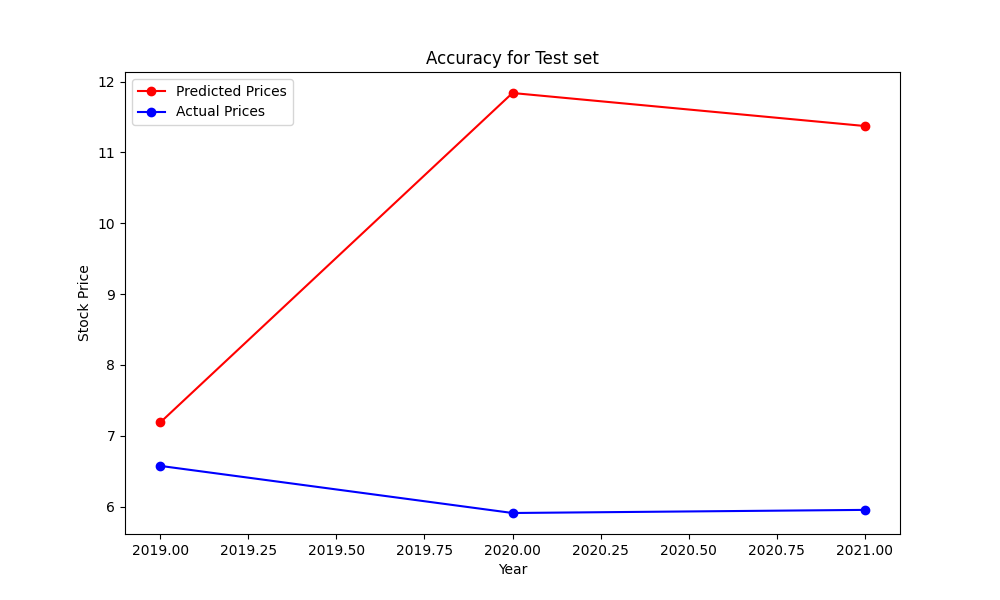 Accuracy for Test set
Predicted Prices
Actual Prices
12
11
10
9
8
7
6
Stock Price
2019.00 2019.25 2019.50 2019.75 2020.00 2020.25 2020.50 2020.75 2021.00
Year